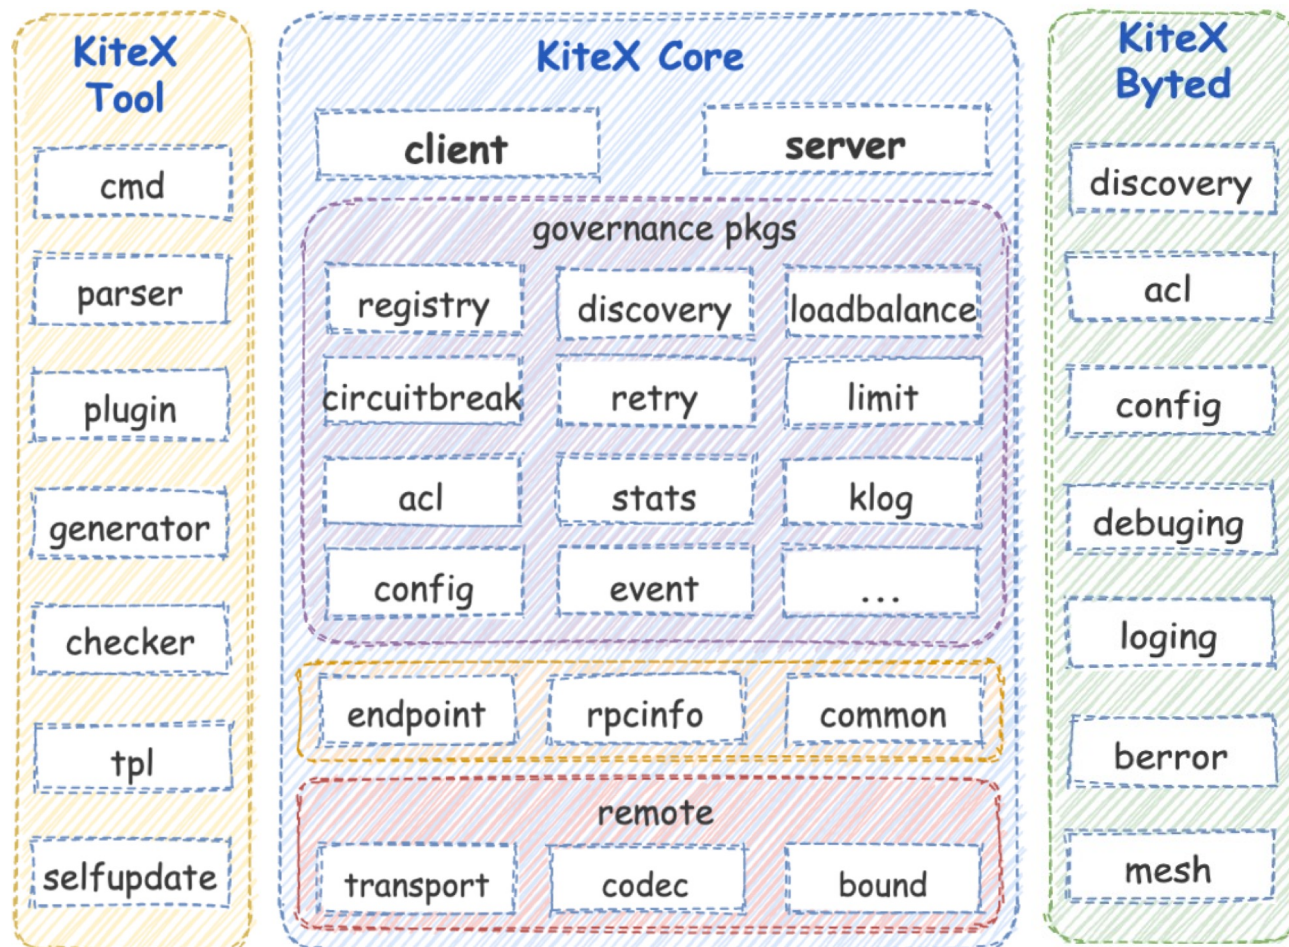 KiteX
Tool
cmd
parser
plugin
generator
checker
tpl
selfupdate
KiteX Core
client
server
governance pkgs
registry
discovery
loadbalance
circuitbreak
retry
limit
acl
stats
klog
config
event
...
endpoint
rpcinfo
common
remote
transport
codec
bound
KiteX
Byted
discovery
acl
config
debuging
loging
berror
mesh